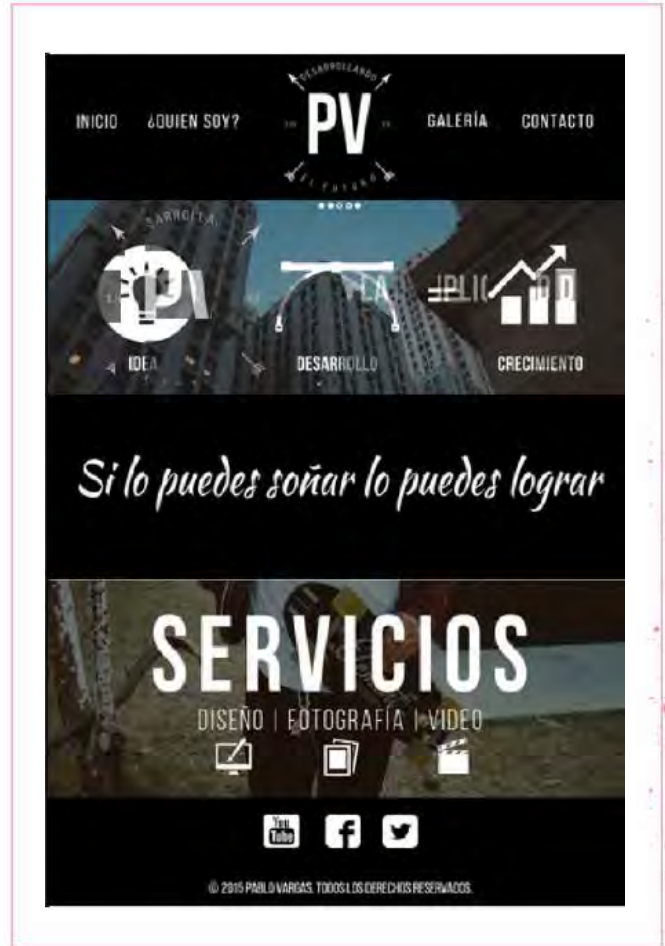 DESARROLLANDO
INICIO ¿QUIEN SOY? PV GALERÍA CONTACTO
EL FUTURO
IDEA DESARROLLO CRECIMIENTO
Si lo puedes soñar lo puedes lograr
SERVICIOS
DISEÑO | FOTOGRAFÍA | VIDEO
You
Tube
© 2015 PABLO VARGAS. TODOS LOS DERECHOS RESERVADOS.